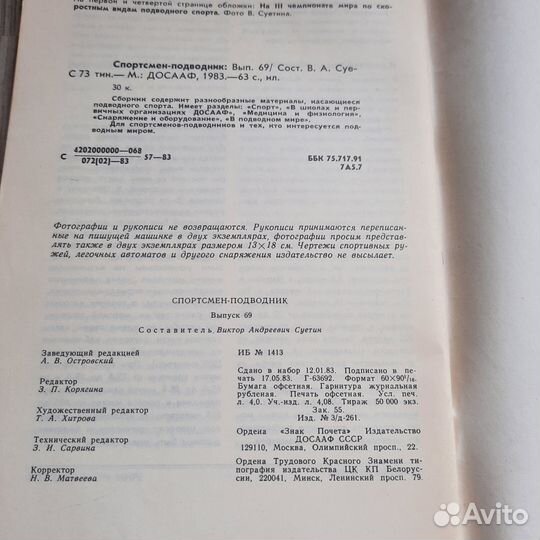 На первой и четвертой странице обложки: На III чемпионате мира по ско-
ростным видам подводного спорта. Фото В. Суетина.
Спортсмен-подводник: Вып. 69/ Сост. В. А. Суе-
С 73 тин.— М.: ДОСААФ, 1983.—63 с., ил.
30 к.
Сборник содержит разнообразные материалы, касающиеся
подводного спорта. Имеет разделы: «Спорт», «В школах и пер-
вичных организациях ДОСААФ», «Медицина и физиология»,
«Снаряжение и оборудование», «В подводном мире».
Для спортсменов-подводников и тех, кто интересуется под-
водным миром.
С 4202000000—068 57—83 ББК 75.717.91
072(02)—83 7А5.7
Фотографии и рукописи не возвращаются. Рукописи принимаются переписан-
ные на пишущей машинке в двух экземплярах, фотографии просим представ-
лять также в двух экземплярах размером 13×18 см. Чертежи спортивных ру-
жей, легочных автоматов и другого снаряжения издательство не высылает.
СПОРТСМЕН-ПОДВОДНИК
Выпуск 69
Составитель Виктор Андреевич Суетин
Заведующий редакцией
А. В. Островский
Редактор
З. П. Корягина
Художественный редактор
Т. А. Хитрова
Технический редактор
З. И. Сарвина
Корректор
Н. В. Матвеева
ИБ № 1413
Сдано в набор 12.01.83. Подписано в пе-
чать 17.05.83. Г-63692. Формат 60×90¹/₁₆.
Бумага офсетная. Гарнитура журнальная
рубленая. Печать офсетная. Усл. печ.
л. 4,0. Уч.-изд. л. 4,08. Тираж 50 000 экз.
Зак. 55.
Изд. № 3/д-261.
Ордена «Знак Почета» Издательство
ДОСААФ СССР
129110, Москва, Олимпийский просп., 22.
Ордена Трудового Красного Знамени ти-
пография издательства ЦК КП Белорус-
сии, 220041, Минск, Ленинский просп. 79.
Avito